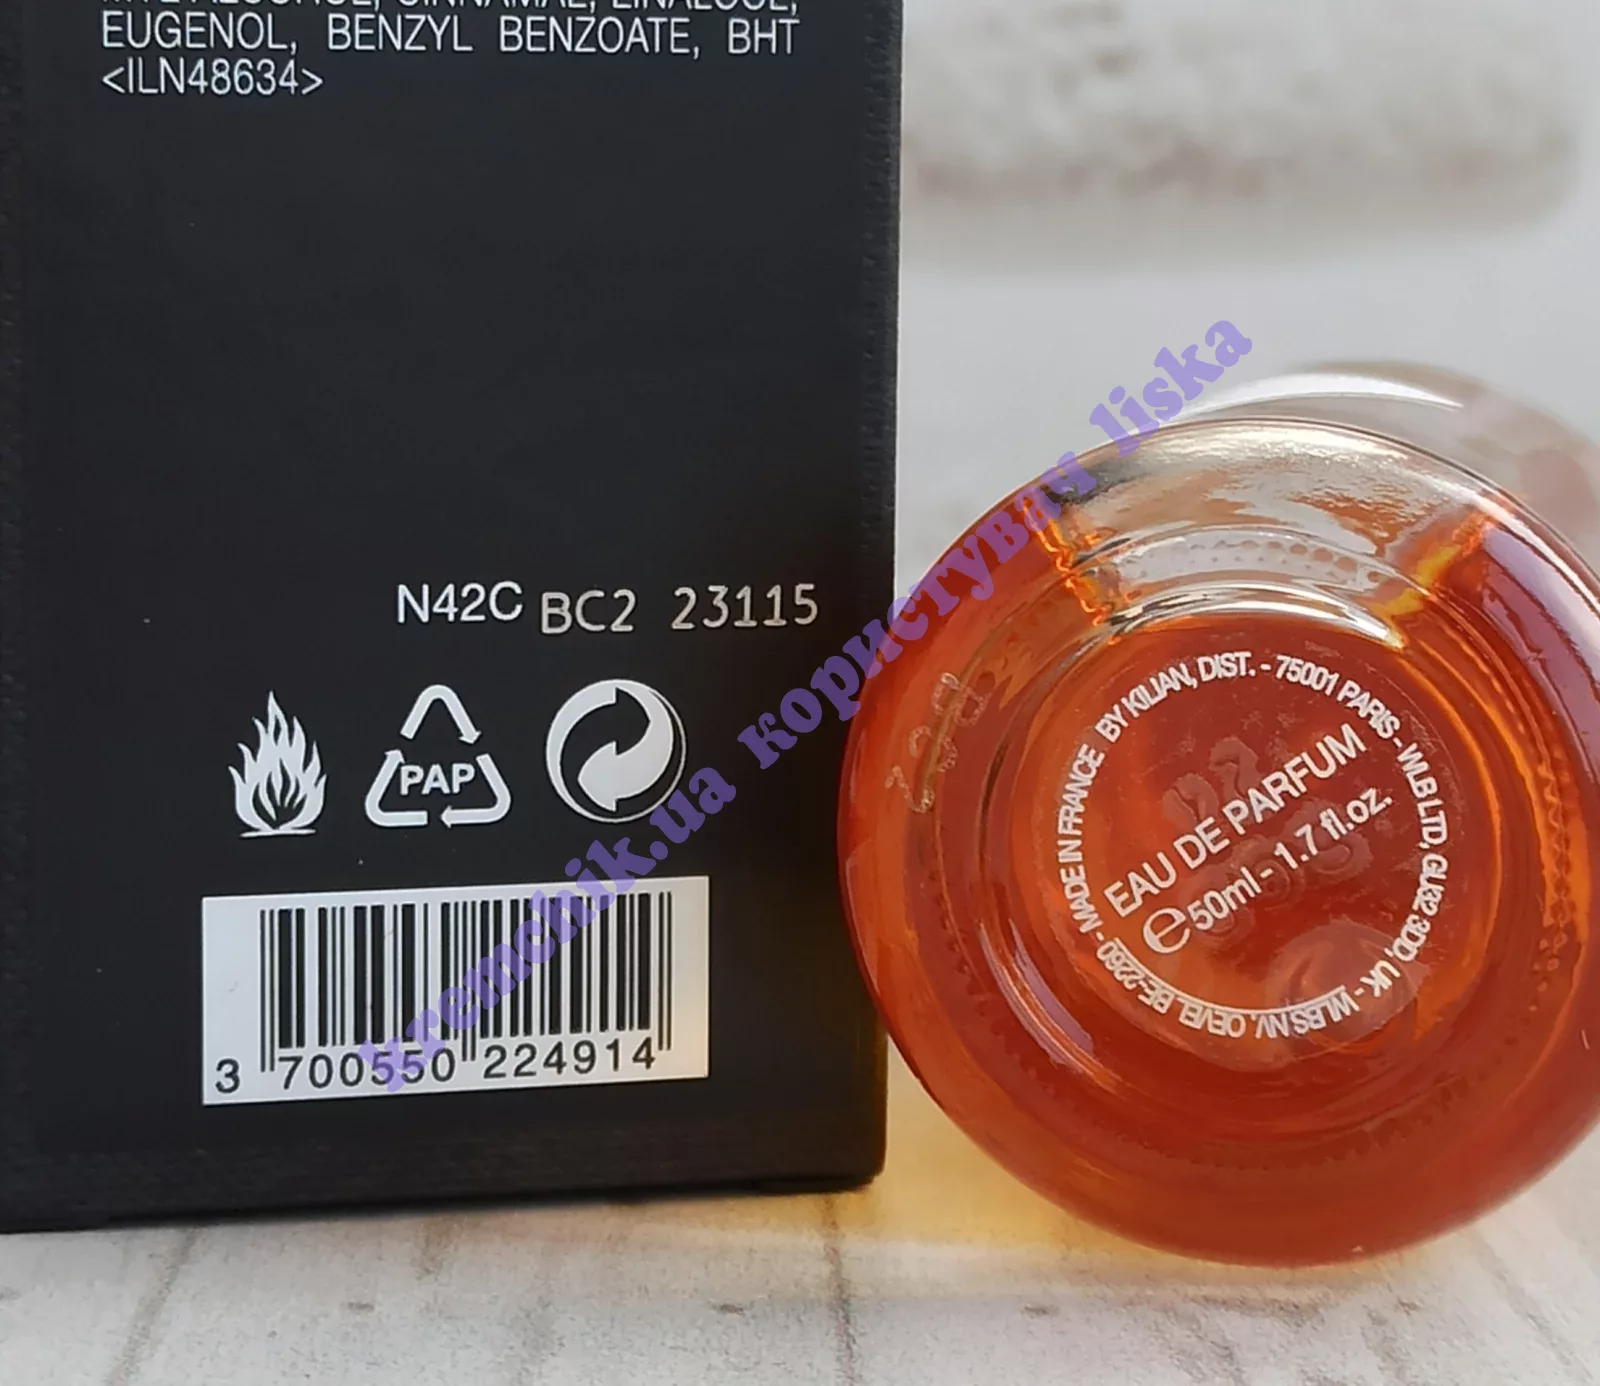 EUGENOL, BENZYL BENZOATE, BHT
<ILN48634>
N42C BC2 23115
PAP
3 700550 224914
BY KILIAN, DIST. - 75001 PARIS - WLB LTD, GU32 3DD, UK - WLBS NV, OEVEL BE-2260 - MADE IN FRANCE
EAU DE PARFUM
e 50ml - 1.7 fl.oz.
kremchik.ua користувач liska